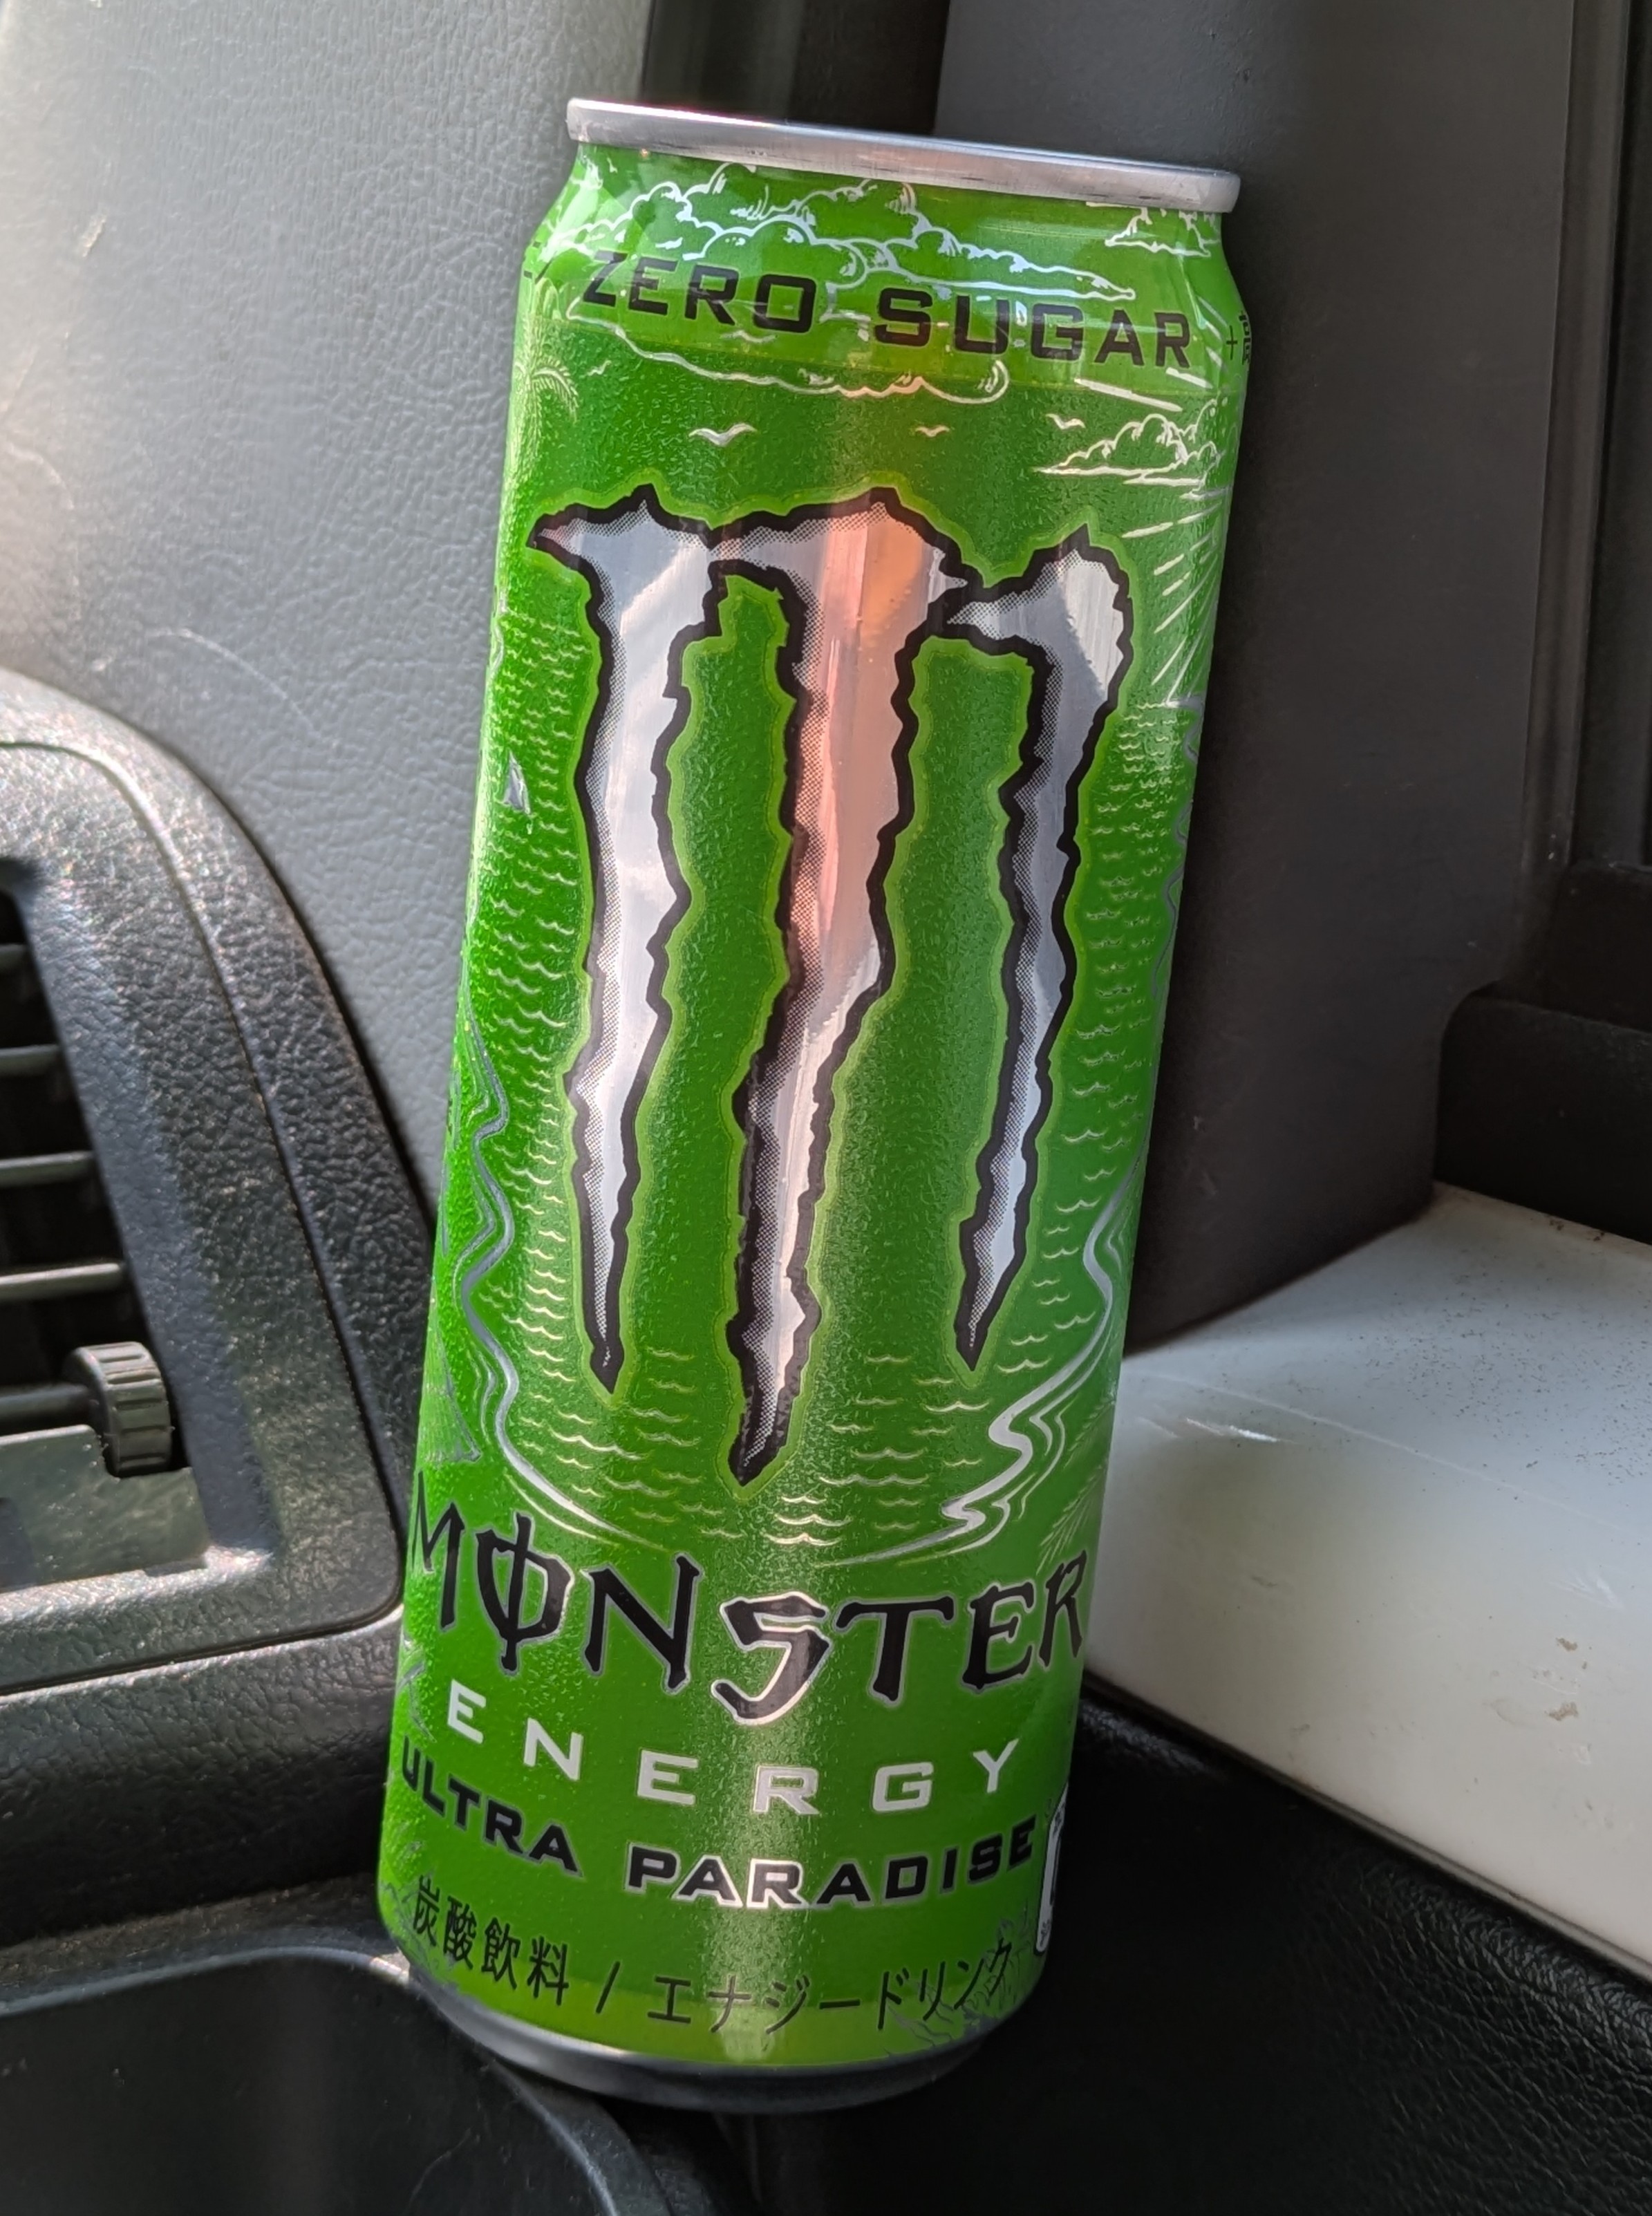 ZERO SUGAR +
MONSTER
ENERGY
ULTRA PARADISE
炭酸飲料 / エナジードリンク